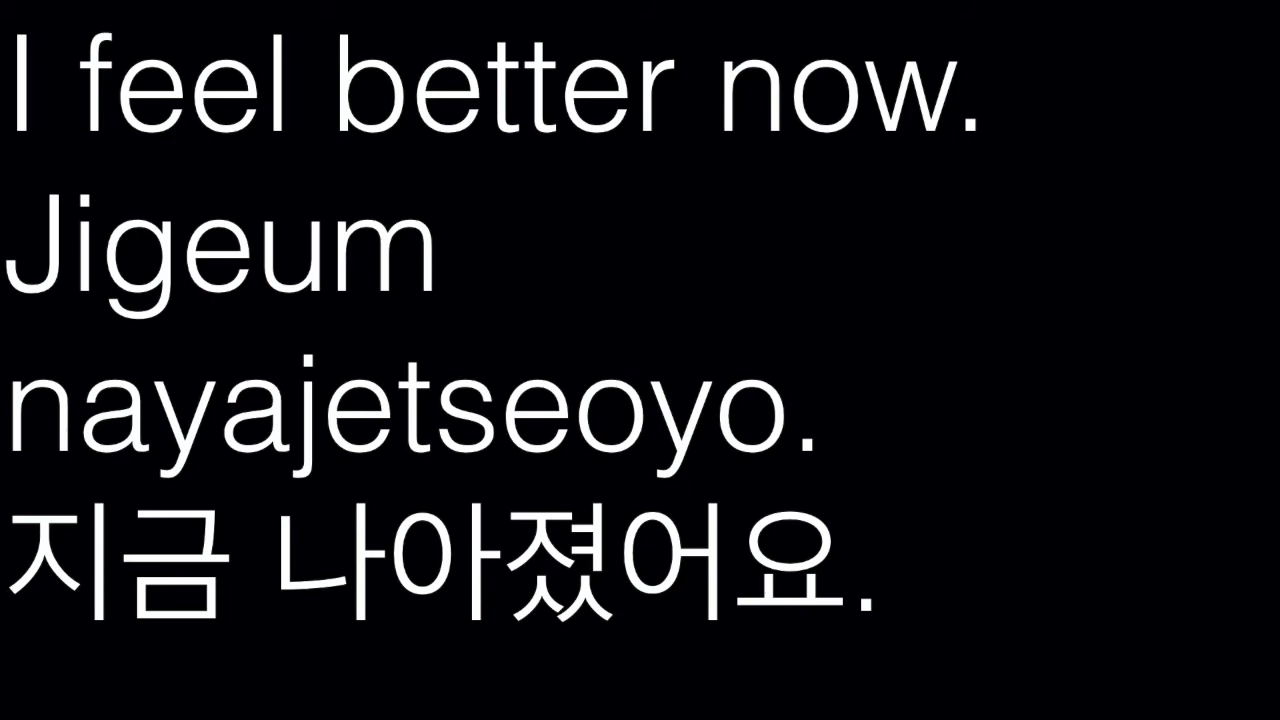 I feel better now.
Jigeum
nayajetseoyo.
지금 나아졌어요.